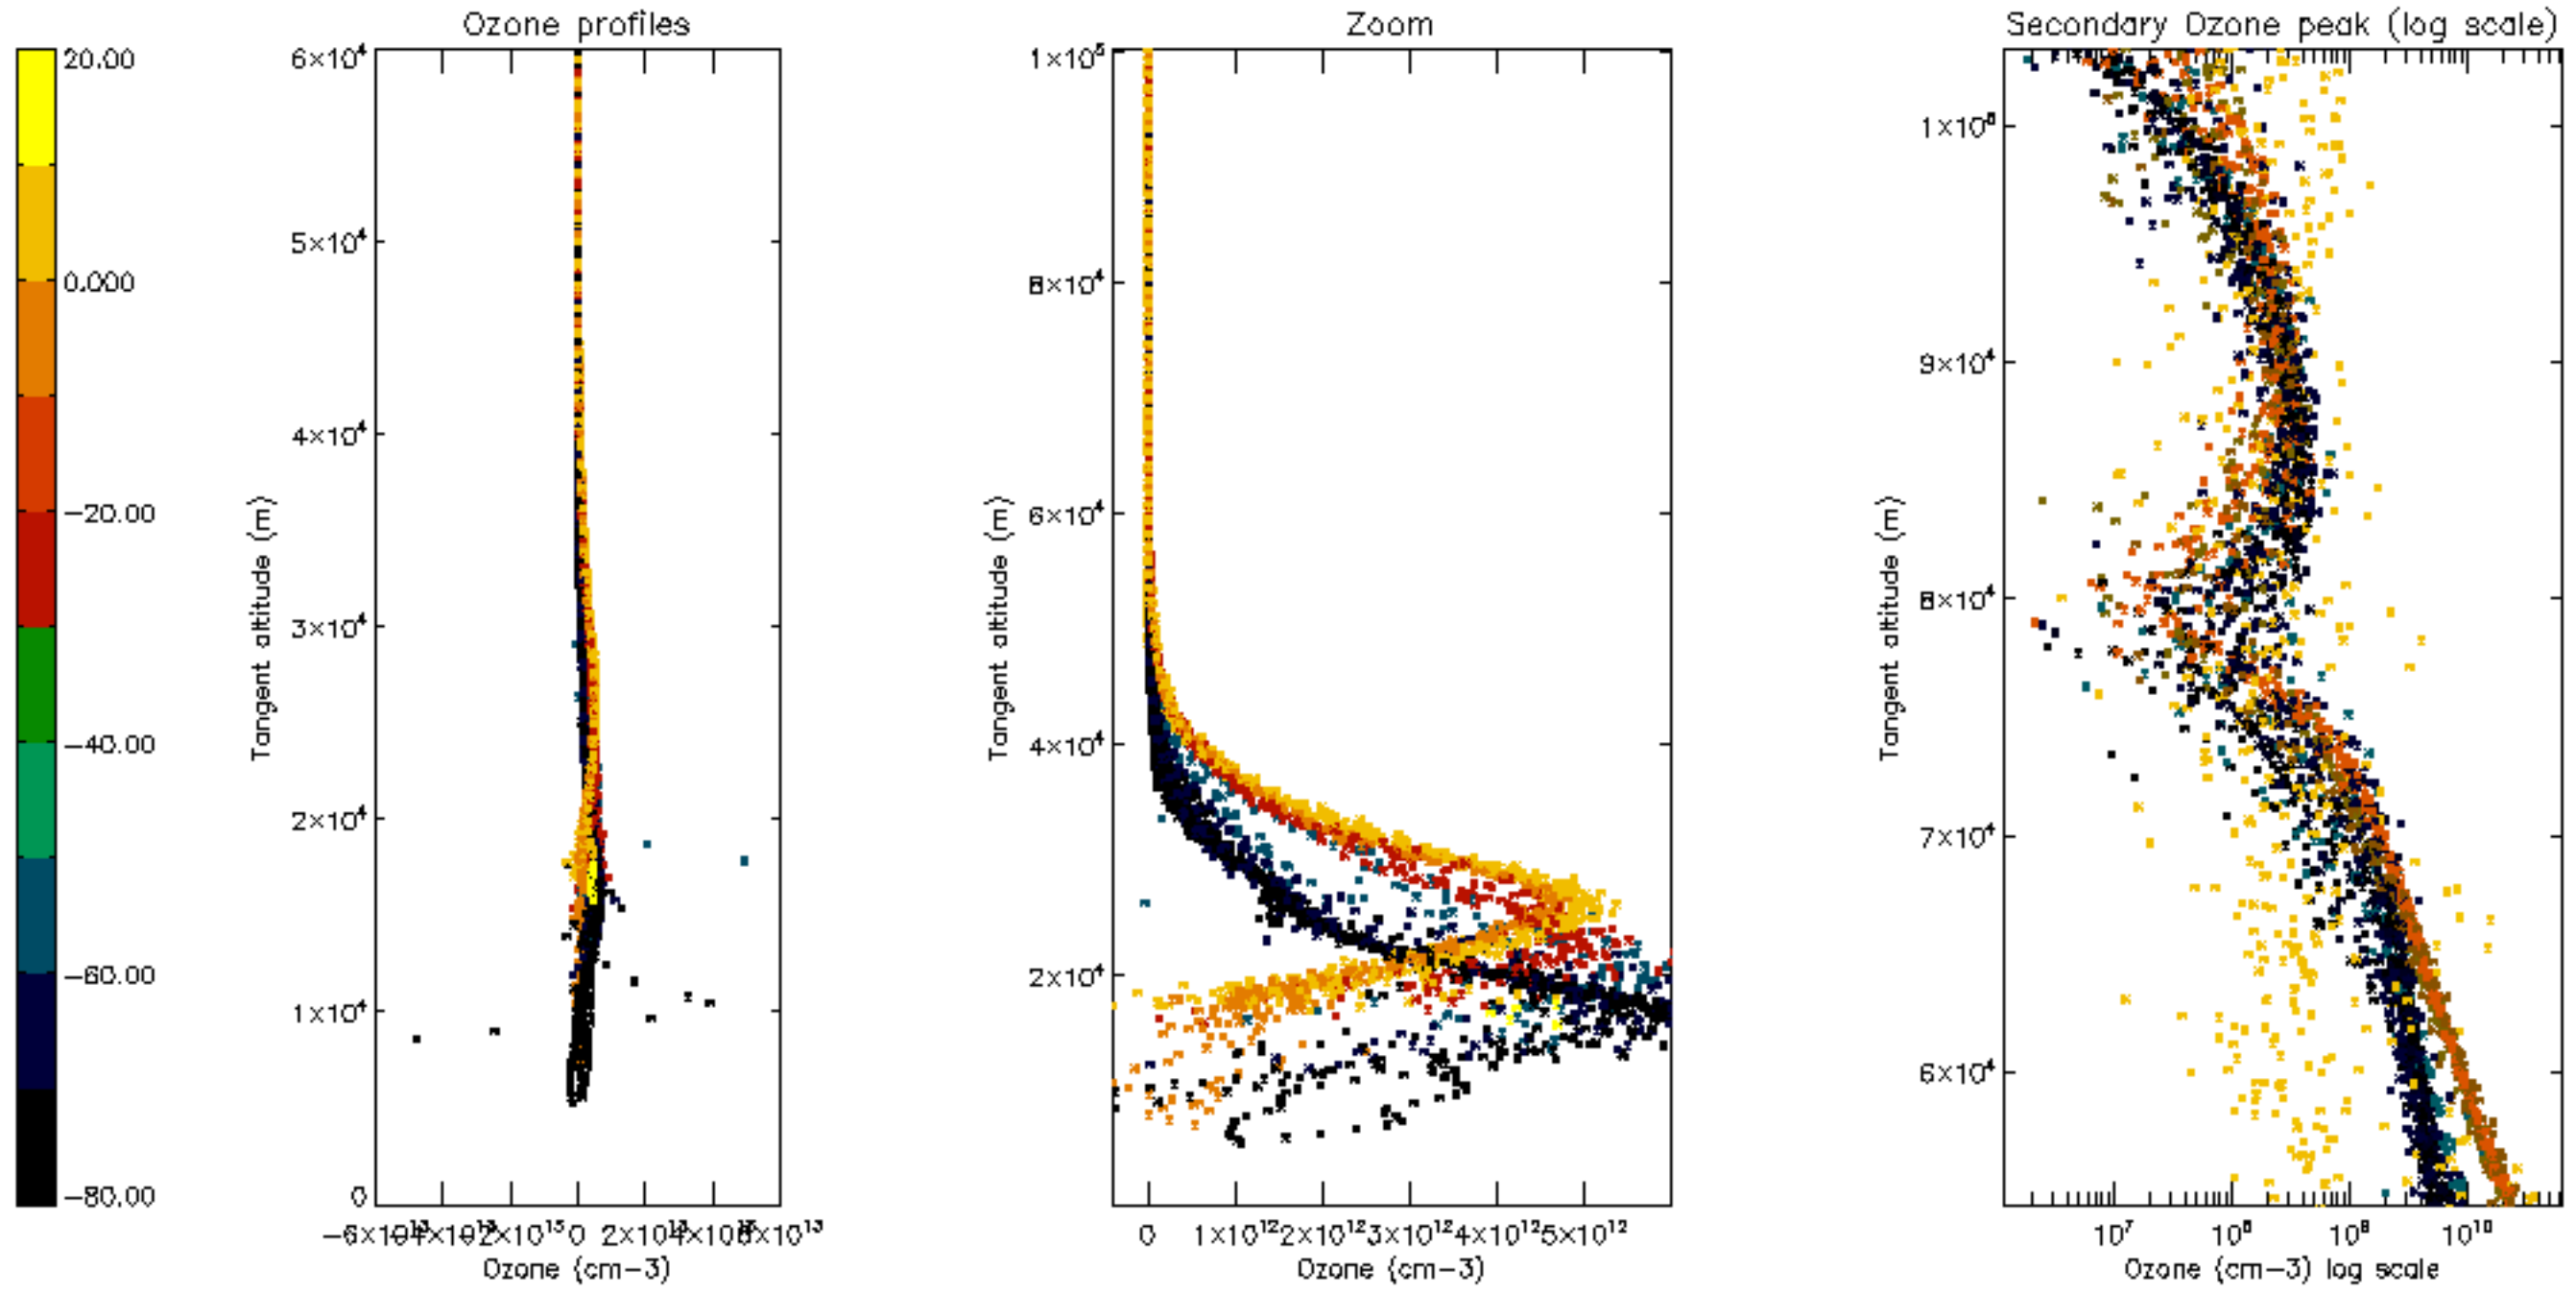 Ozone profiles
Zoom
Secondary Ozone peak (log scale)
20.00
0.000
−20.00
−40.00
−60.00
−80.00
6×10⁴
5×10⁴
4×10⁴
3×10⁴
2×10⁴
1×10⁴
0
Tangent altitude (m)
0
Ozone (cm−3)
1×10⁵
8×10⁴
6×10⁴
4×10⁴
2×10⁴
Tangent altitude (m)
0 1×10¹² 2×10¹² 3×10¹² 4×10¹² 5×10¹²
Ozone (cm−3)
1×10⁵
9×10⁴
8×10⁴
7×10⁴
6×10⁴
Tangent altitude (m)
10⁷ 10⁸ 10⁹ 10¹⁰
Ozone (cm−3) log scale